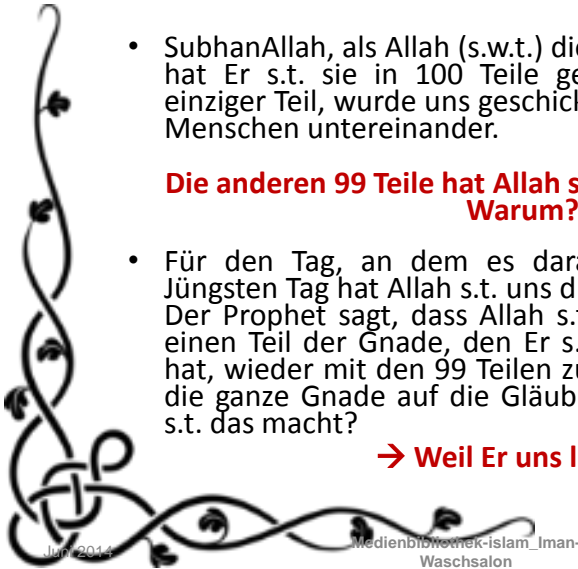 • SubhanAllah, als Allah (s.w.t.) die
hat Er s.t. sie in 100 Teile ge
einziger Teil, wurde uns geschick
Menschen untereinander.
Die anderen 99 Teile hat Allah s
Warum?
• Für den Tag, an dem es dara
Jüngsten Tag hat Allah s.t. uns d
Der Prophet sagt, dass Allah s.t
einen Teil der Gnade, den Er s.
hat, wieder mit den 99 Teilen zu
die ganze Gnade auf die Gläub
s.t. das macht?
→ Weil Er uns l
Juni 2014
Medienbibliothek-islam_Iman-
Waschsalon